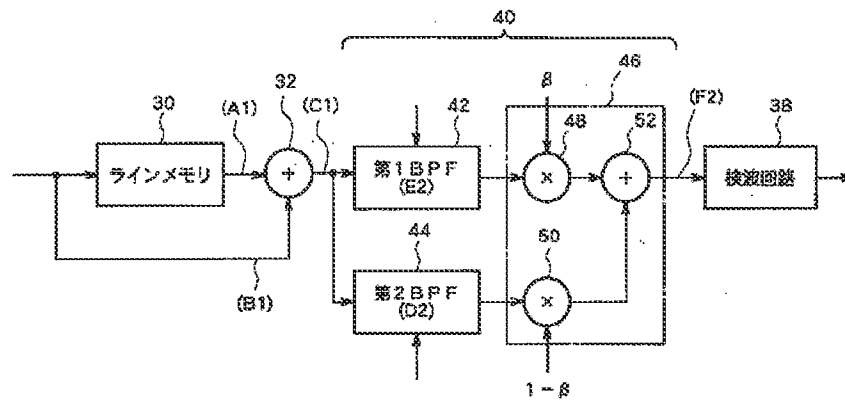 40
46
30
(A1)
32
(C1)
42
β
48
52
(F2)
38
ラインメモリ
+
第1BPF
(E2)
×
+
検波回路
44
50
(B1)
第2BPF
(D2)
×
1-β